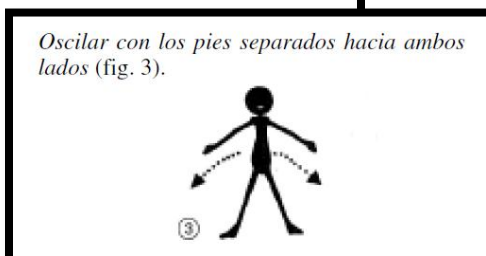 Oscilar con los pies separados hacia ambos
lados (fig. 3).
③